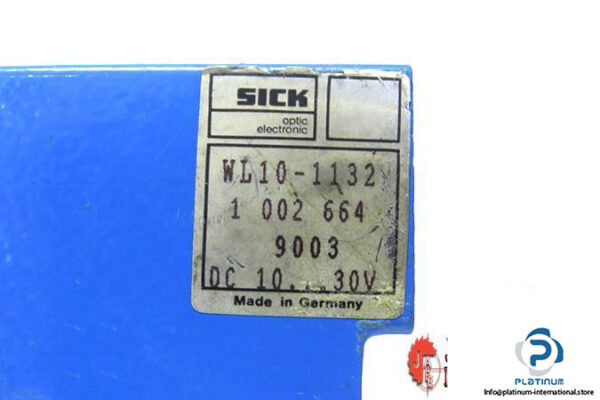 SICK
optic
electronic
WL10-1132
1 002 664
9003
DC 10...30V
Made in Germany
PLATINUM
Info@platinum-international.store